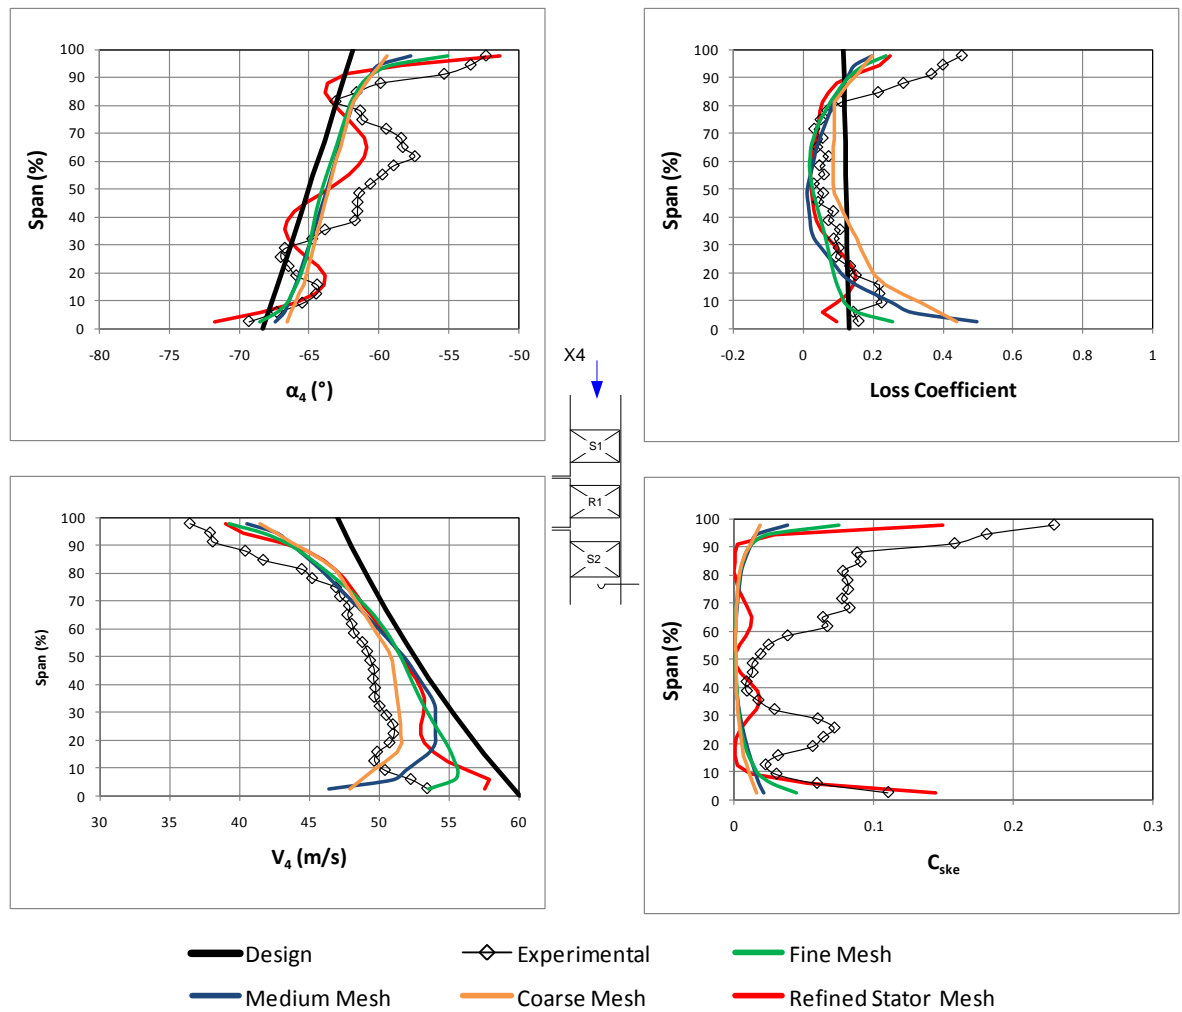 100
90
80
70
60
50
40
30
20
10
0
Span (%)
-80 -75 -70 -65 -60 -55 -50
α4 (°)
100
90
80
70
60
50
40
30
20
10
0
Span (%)
-0.2 0 0.2 0.4 0.6 0.8 1
Loss Coefficient
X4
S1
R1
S2
100
90
80
70
60
50
40
30
20
10
0
Span (%)
30 35 40 45 50 55 60
V4 (m/s)
100
90
80
70
60
50
40
30
20
10
0
Span (%)
0 0.1 0.2 0.3
Cske
Design Experimental Fine Mesh
Medium Mesh Coarse Mesh Refined Stator Mesh